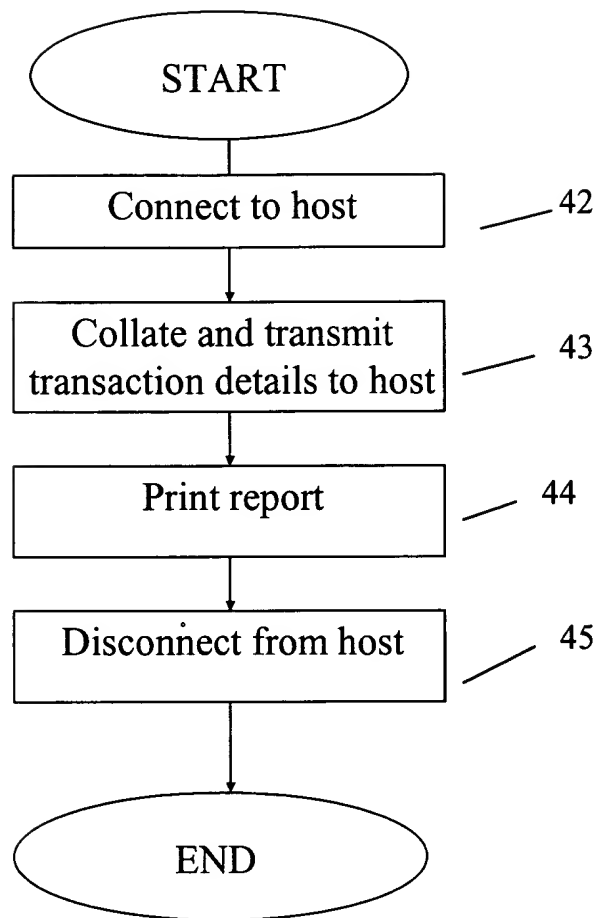 START
Connect to host
42
Collate and transmit
transaction details to host
43
Print report
44
Disconnect from host
45
END